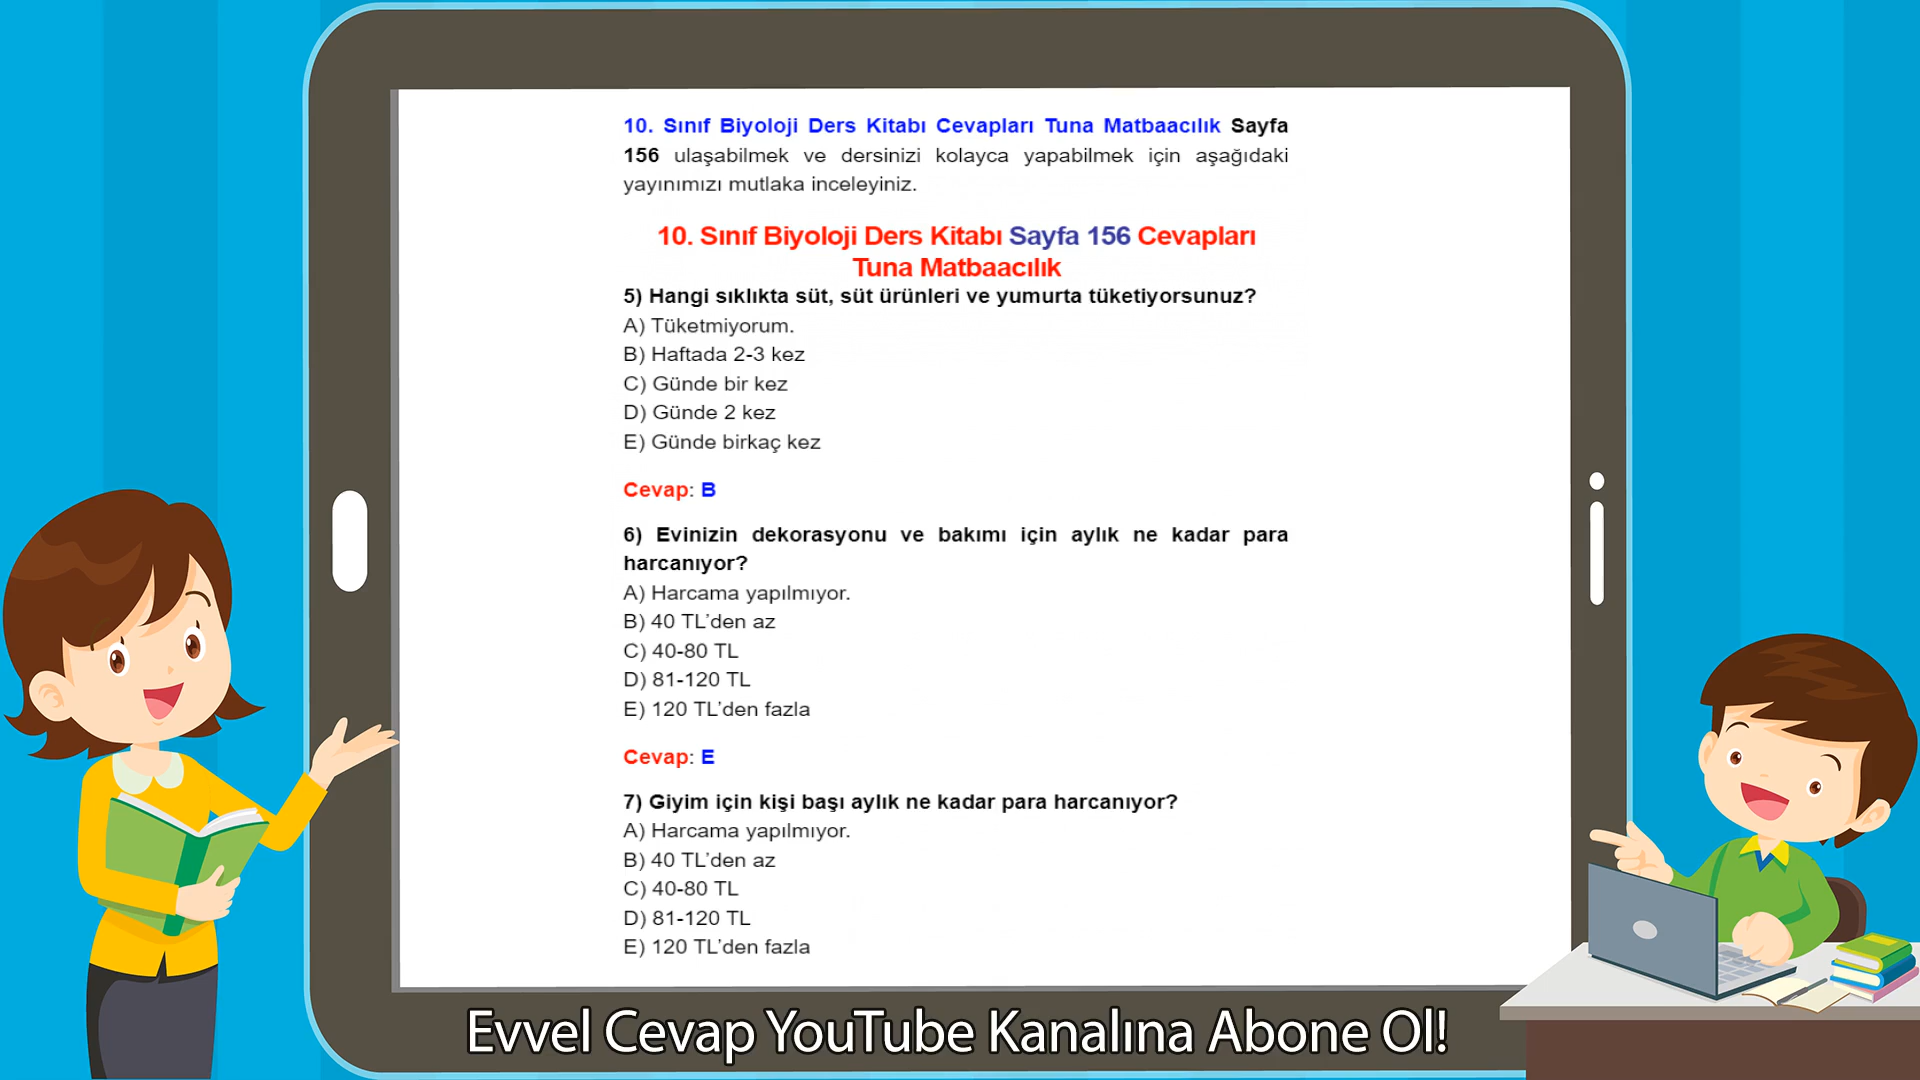 10. Sınıf Biyoloji Ders Kitabı Cevapları Tuna Matbaacılık Sayfa
156 ulaşabilmek ve dersinizi kolayca yapabilmek için aşağıdaki
yayınımızı mutlaka inceleyiniz.
10. Sınıf Biyoloji Ders Kitabı Sayfa 156 Cevapları
Tuna Matbaacılık
5) Hangi sıklıkta süt, süt ürünleri ve yumurta tüketiyorsunuz?
A) Tüketmiyorum.
B) Haftada 2-3 kez
C) Günde bir kez
D) Günde 2 kez
E) Günde birkaç kez
Cevap: B
6) Evinizin dekorasyonu ve bakımı için aylık ne kadar para
harcanıyor?
A) Harcama yapılmıyor.
B) 40 TL’den az
C) 40-80 TL
D) 81-120 TL
E) 120 TL’den fazla
Cevap: E
7) Giyim için kişi başı aylık ne kadar para harcanıyor?
A) Harcama yapılmıyor.
B) 40 TL’den az
C) 40-80 TL
D) 81-120 TL
E) 120 TL’den fazla
Evvel Cevap YouTube Kanalına Abone Ol!